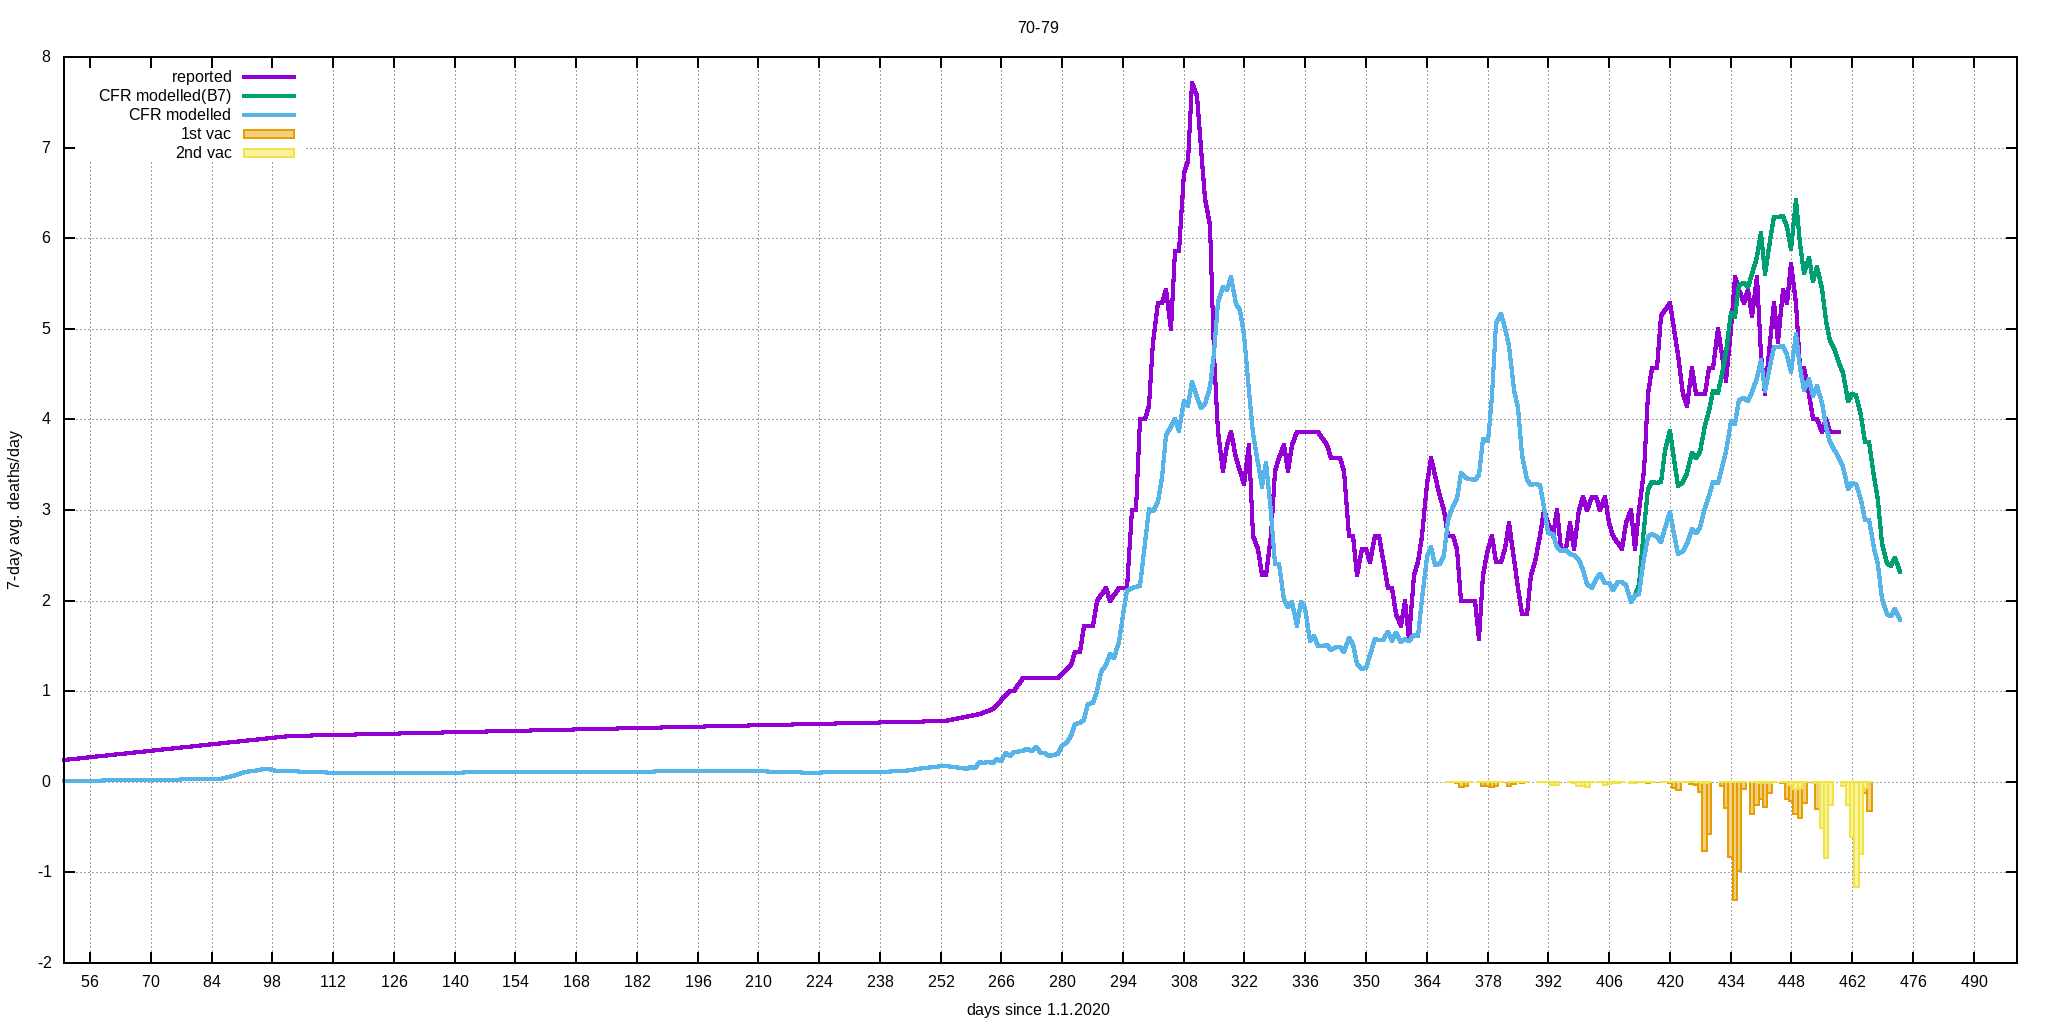 70-79
8
7
6
5
4
3
2
1
0
-1
-2
7-day avg. deaths/day
reported
CFR modelled(B7)
CFR modelled
1st vac
2nd vac
56 70 84 98 112 126 140 154 168 182 196 210 224 238 252 266 280 294 308 322 336 350 364 378 392 406 420 434 448 462 476 490
days since 1.1.2020